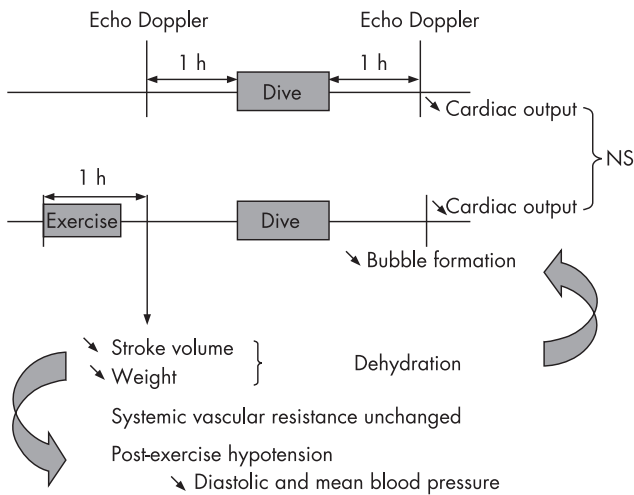 Echo Doppler Echo Doppler
1 h 1 h
Dive
Cardiac output
NS
1 h
Exercise Dive Cardiac output
Bubble formation
Stroke volume
Weight
Dehydration
Systemic vascular resistance unchanged
Post-exercise hypotension
Diastolic and mean blood pressure